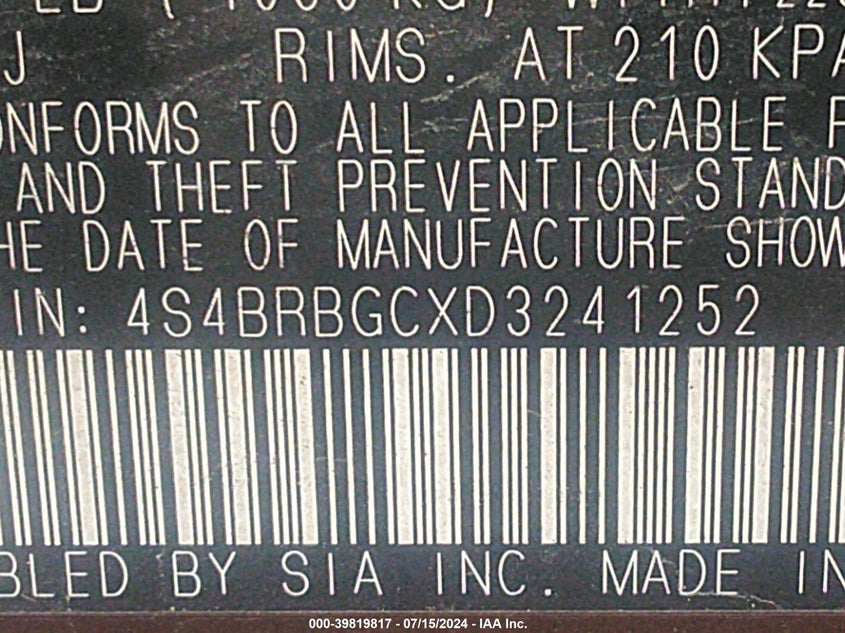 RIMS. AT 210 KPA
ONFORMS TO ALL APPLICABLE F
AND THEFT PREVENTION STAND
HE DATE OF MANUFACTURE SHOW
IN: 4S4BRBGCXD3241252
BLED BY SIA INC. MADE IN
000-39819817 - 07/15/2024 - IAA Inc.